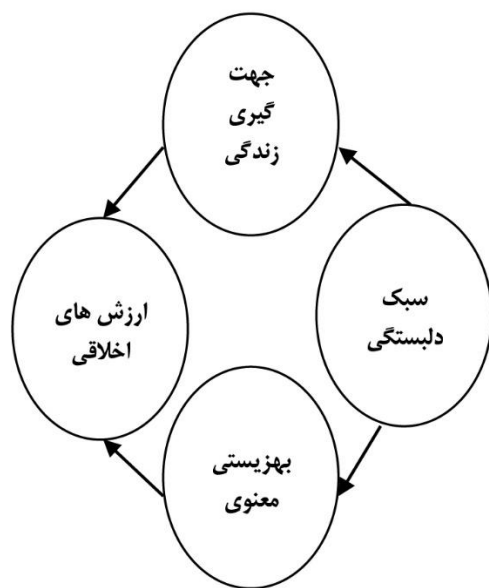 جهت
گیری
زندگی
سبک
دلبستگی
ارزش های
اخلاقی
بهزیستی
معنوی